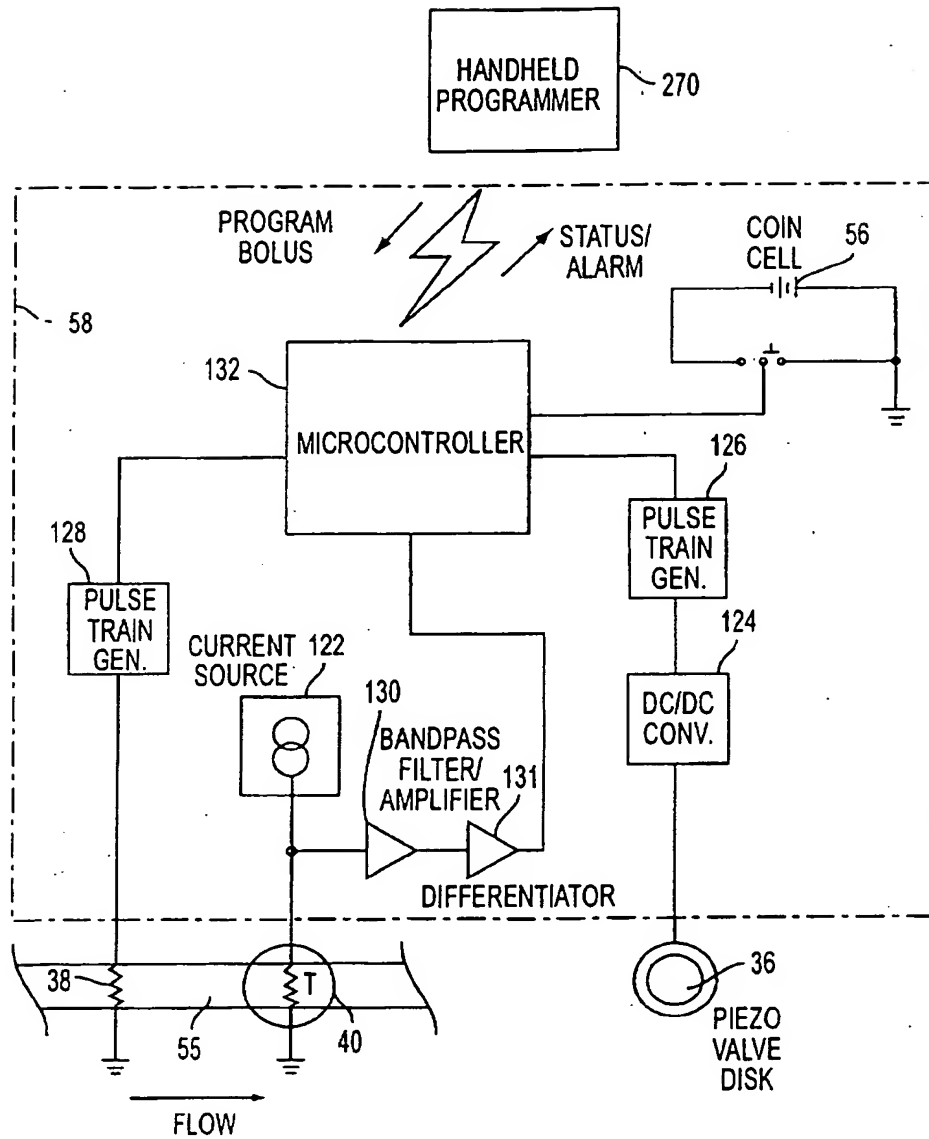 HANDHELD
PROGRAMMER
270
PROGRAM
BOLUS
STATUS/
ALARM
COIN
CELL
56
58
132
MICROCONTROLLER
126
PULSE
TRAIN
GEN.
128
PULSE
TRAIN
GEN.
CURRENT
SOURCE
122
130
BANDPASS
FILTER/
AMPLIFIER
131
124
DC/DC
CONV.
DIFFERENTIATOR
38
T
55
40
36
PIEZO
VALVE
DISK
FLOW